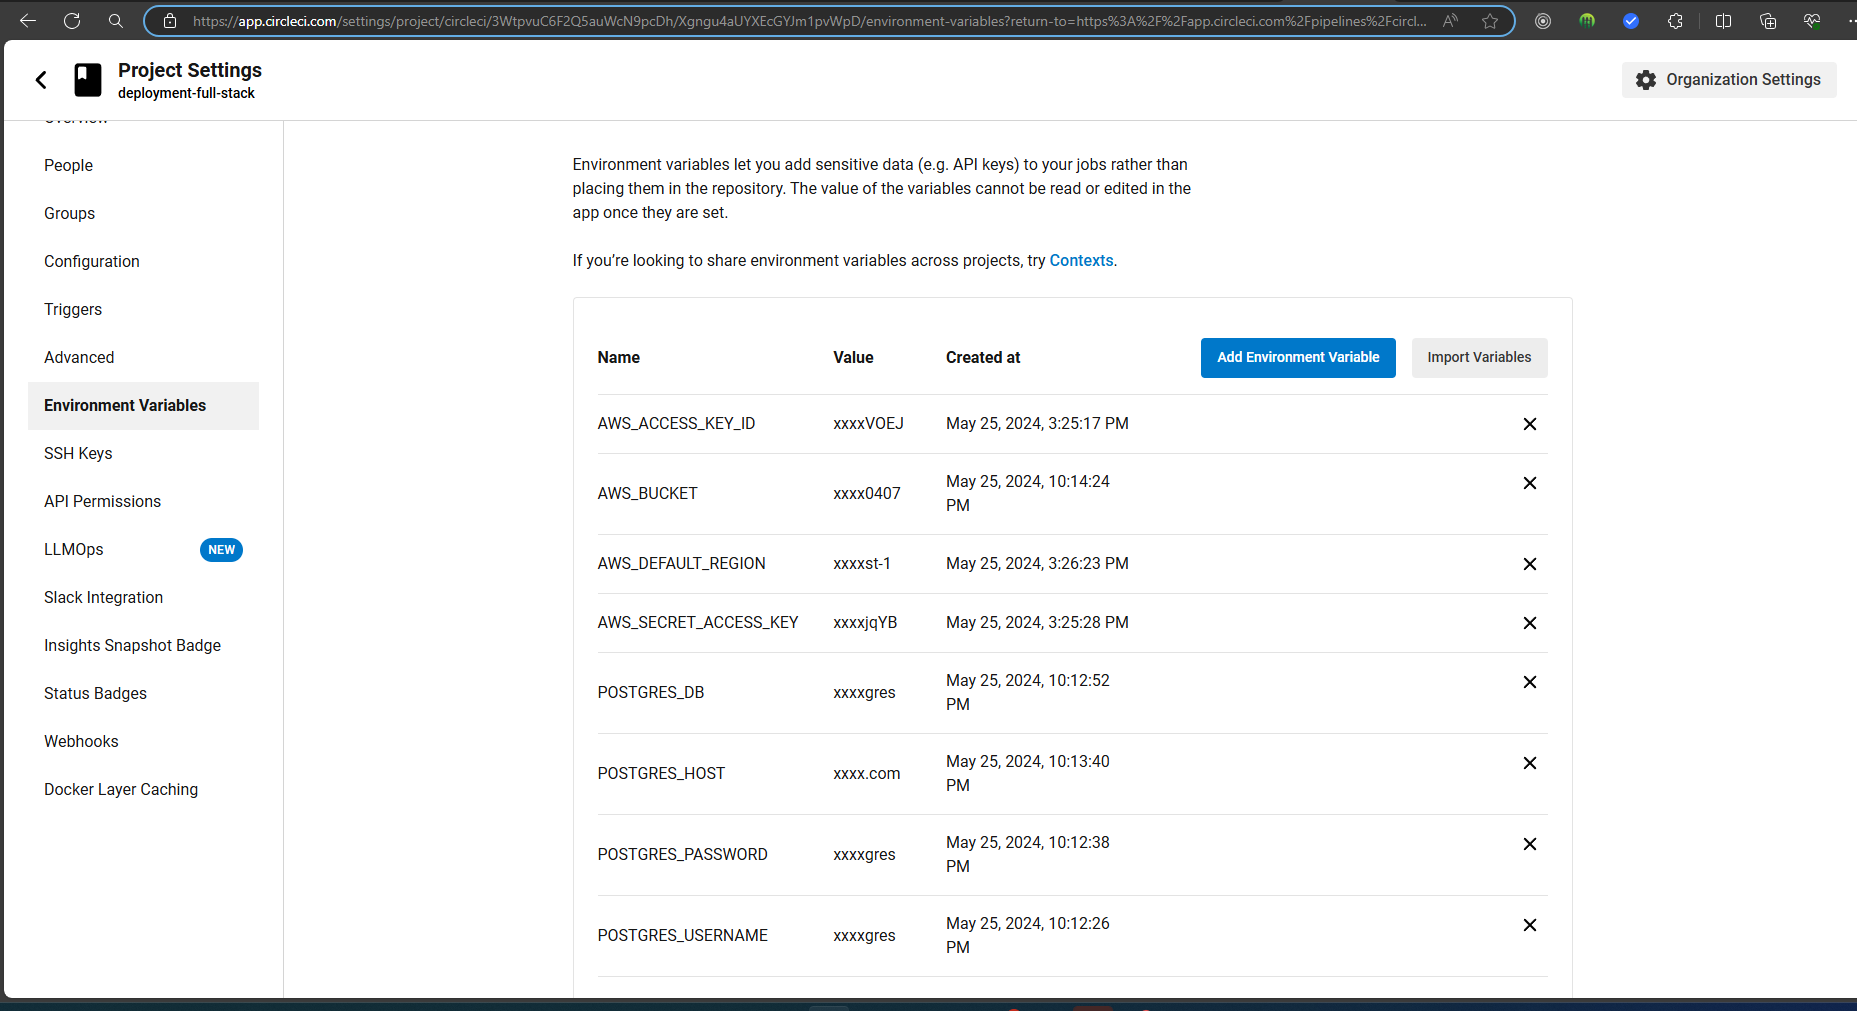 https://app.circleci.com/settings/project/circleci/3WtpvuC6F2Q5auWcN9pcDh/Xgngu4aUYXEcGYJm1pvWpD/environment-variables?return-to=https%3A%2F%2Fapp.circleci.com%2Fpipelines%2Fcircl...
Project Settings
deployment-full-stack
Organization Settings
Overview
People
Groups
Configuration
Triggers
Advanced
Environment Variables
SSH Keys
API Permissions
LLMOps NEW
Slack Integration
Insights Snapshot Badge
Status Badges
Webhooks
Docker Layer Caching
Environment variables let you add sensitive data (e.g. API keys) to your jobs rather than
placing them in the repository. The value of the variables cannot be read or edited in the
app once they are set.
If you’re looking to share environment variables across projects, try Contexts.
Name Value Created at Add Environment Variable Import Variables
AWS_ACCESS_KEY_ID xxxxVOEJ May 25, 2024, 3:25:17 PM
AWS_BUCKET xxxx0407 May 25, 2024, 10:14:24
PM
AWS_DEFAULT_REGION xxxxst-1 May 25, 2024, 3:26:23 PM
AWS_SECRET_ACCESS_KEY xxxxjqYB May 25, 2024, 3:25:28 PM
POSTGRES_DB xxxxgres May 25, 2024, 10:12:52
PM
POSTGRES_HOST xxxx.com May 25, 2024, 10:13:40
PM
POSTGRES_PASSWORD xxxxgres May 25, 2024, 10:12:38
PM
POSTGRES_USERNAME xxxxgres May 25, 2024, 10:12:26
PM